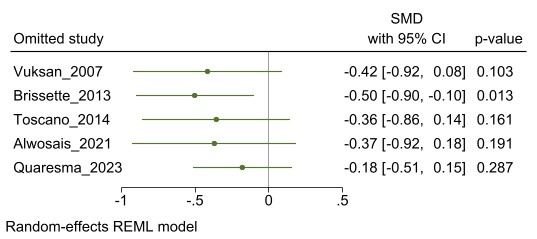 SMD
Omitted study with 95% CI p-value
Vuksan_2007 -0.42 [-0.92, 0.08] 0.103
Brissette_2013 -0.50 [-0.90, -0.10] 0.013
Toscano_2014 -0.36 [-0.86, 0.14] 0.161
Alwosais_2021 -0.37 [-0.92, 0.18] 0.191
Quaresma_2023 -0.18 [-0.51, 0.15] 0.287
-1 -.5 0 .5
Random-effects REML model